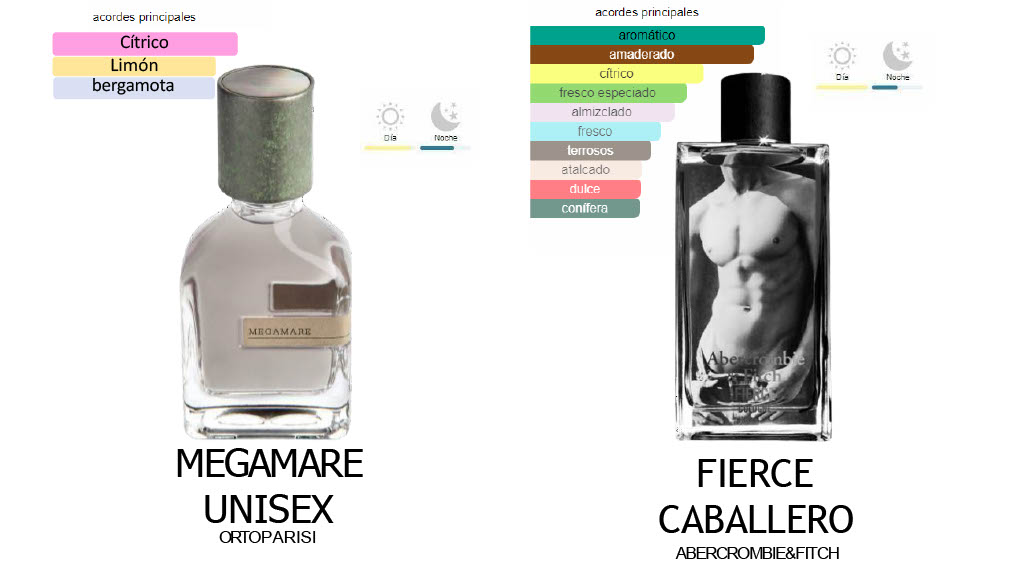 acordes principales
Cítrico
Limón
bergamota
Día
Noche
MEGAMARE
MEGAMARE
UNISEX
ORTOPARISI
acordes principales
aromático
amaderado
cítrico
fresco especiado
almizclado
fresco
terrosos
atalcado
dulce
conífera
Día
Noche
Abercrombie
& Fitch
FIERCE
FIERCE
CABALLERO
ABERCROMBIE&FITCH